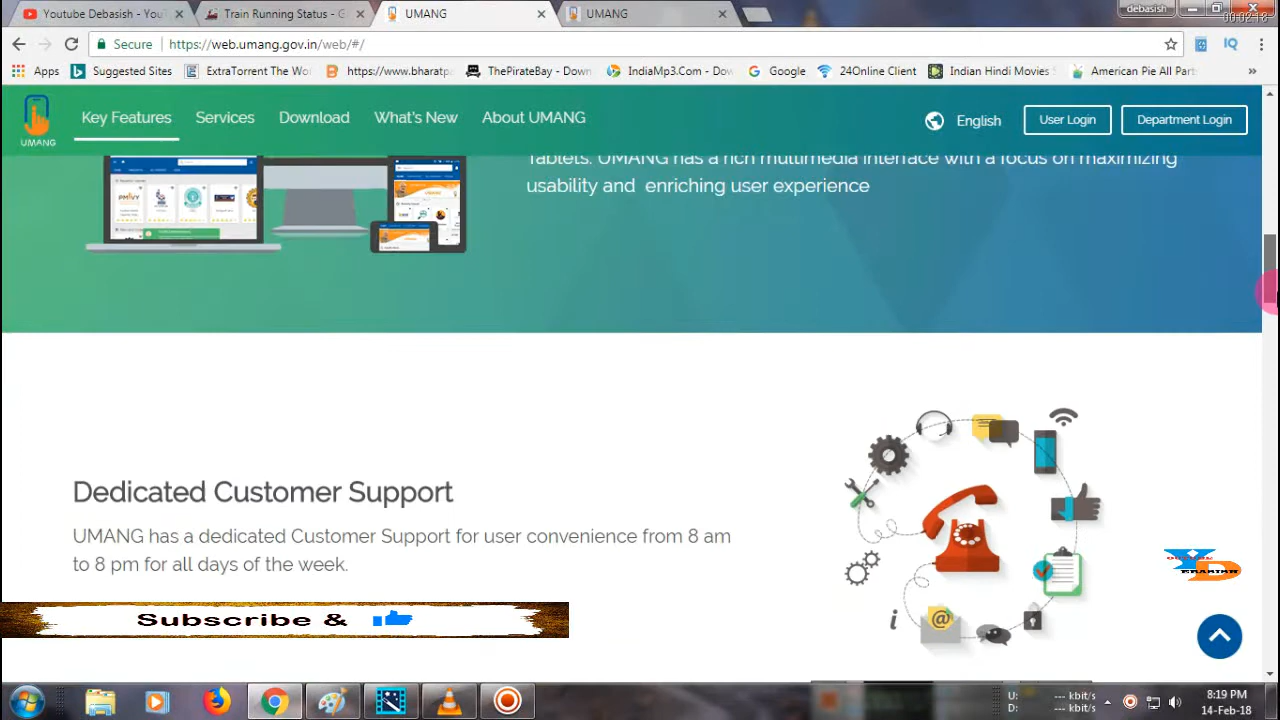 Youtube Debasish - Y
Train Running Status - G
UMANG
UMANG
debasish
00:02:18
Secure
https://web.umang.gov.in/web/#/
IQ
Apps
Suggested Sites
ExtraTorrent The Wo
https://www.bharatp
ThePirateBay - Down
IndiaMp3.Com - Dow
Google
24Online Client
Indian Hindi Movies
American Pie All Part
»
UMANG
Key Features
Services
Download
What's New
About UMANG
English
User Login
Department Login
Tablets. UMANG has a rich multimedia interface with a focus on maximizing
usability and enriching user experience
Dedicated Customer Support
UMANG has a dedicated Customer Support for user convenience from 8 am
to 8 pm for all days of the week.
Subscribe &
U: --- kbit/s
D: --- kbit/s
8:19 PM
14-Feb-18